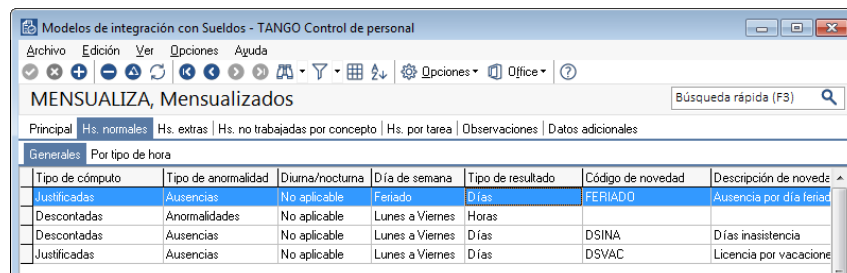 Modelos de integración con Sueldos - TANGO Control de personal
Archivo Edición Ver Opciones Ayuda
Opciones Office
MENSUALIZA, Mensualizados
Búsqueda rápida (F3)
Principal Hs. normales Hs. extras Hs. no trabajadas por concepto Hs. por tarea Observaciones Datos adicionales
Generales Por tipo de hora
Tipo de cómputo Tipo de anormalidad Diurna/nocturna Día de semana Tipo de resultado Código de novedad Descripción de noveda
Justificadas Ausencias No aplicable Feriado Días FERIADO Ausencia por día feriad
Descontadas Anormalidades No aplicable Lunes a Viernes Horas
Descontadas Ausencias No aplicable Lunes a Viernes Días DSINA Días inasistencia
Justificadas Ausencias No aplicable Lunes a Viernes Días DSVAC Licencia por vacacione